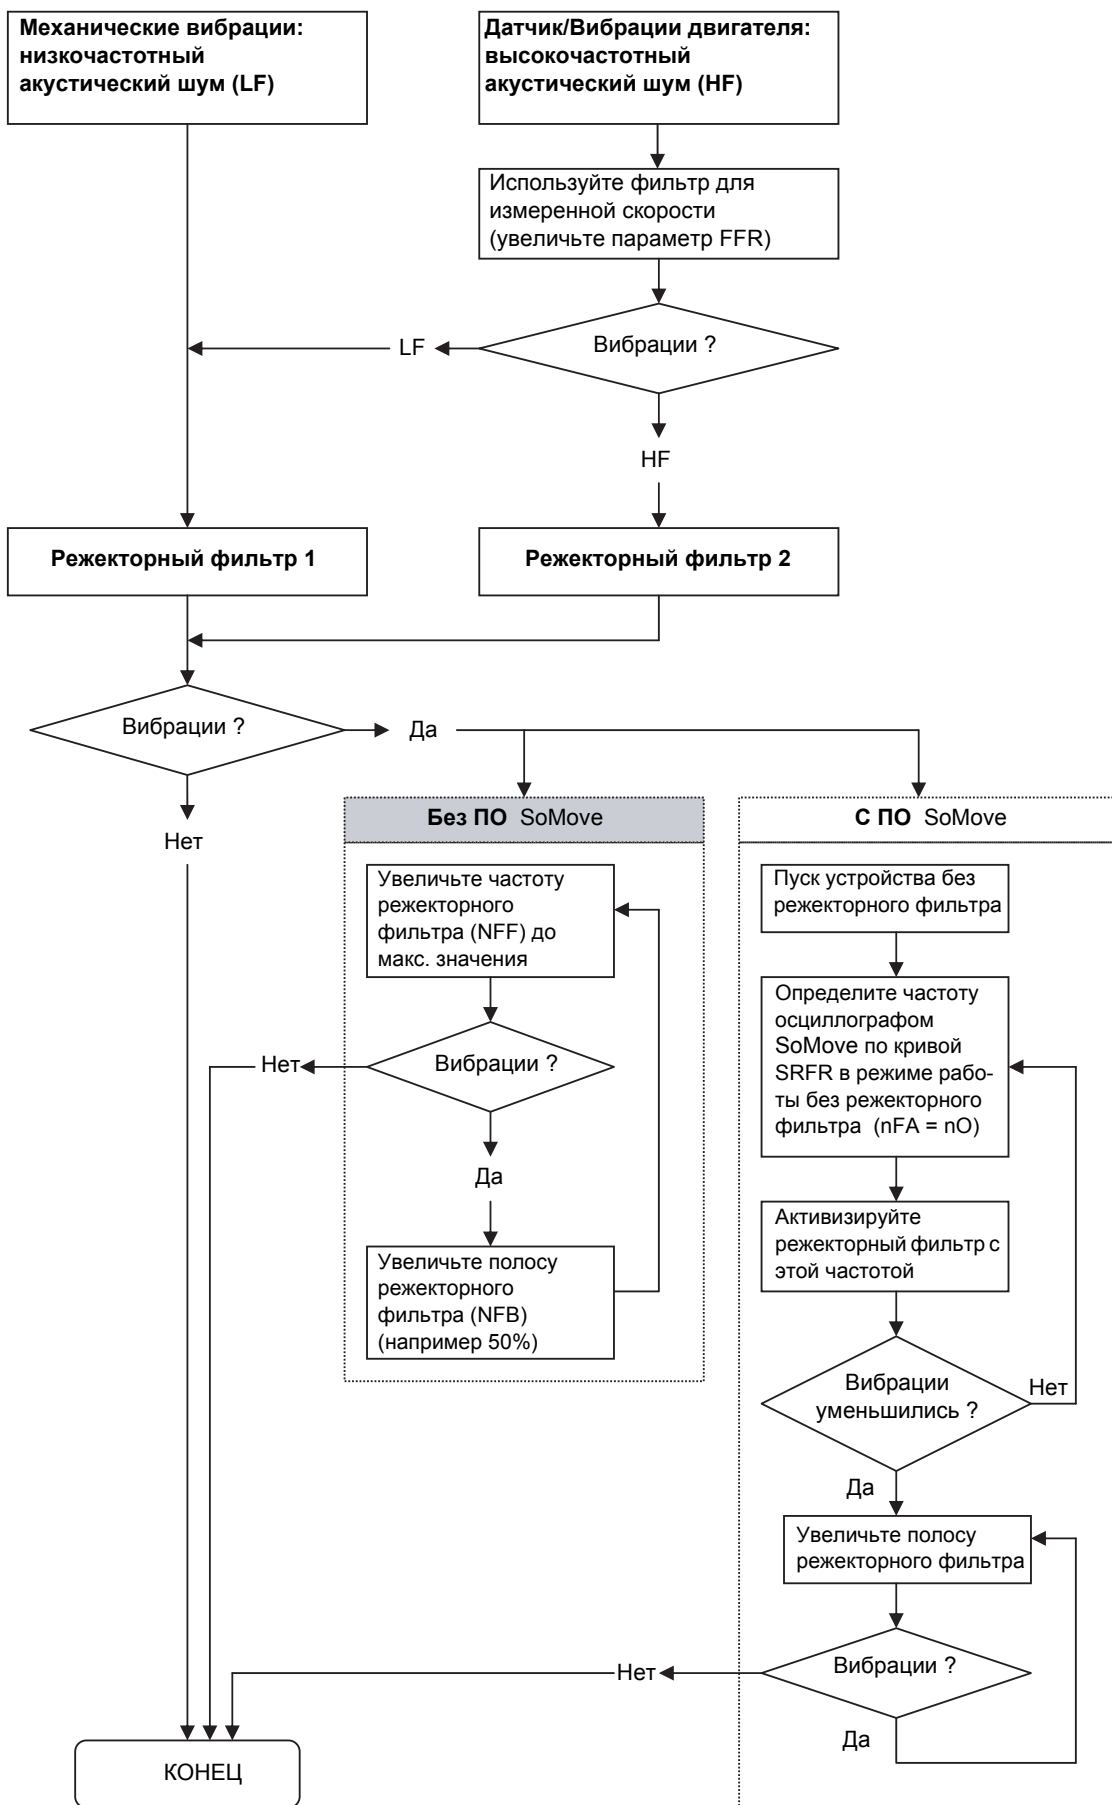 Механические вибрации:
низкочастотный
акустический шум (LF)
Датчик/Вибрации двигателя:
высокочастотный
акустический шум (HF)
Используйте фильтр для
измеренной скорости
(увеличьте параметр FFR)
LF
Вибрации ?
HF
Режекторный фильтр 1
Режекторный фильтр 2
Вибрации ?
Да
Нет
Без ПО SoMove
Увеличьте частоту
режекторного
фильтра (NFF) до
макс. значения
Нет
Вибрации ?
Да
Увеличьте полосу
режекторного
фильтра (NFB)
(например 50%)
С ПО SoMove
Пуск устройства без
режекторного фильтра
Определите частоту
осциллографом
SoMove по кривой
SRFR в режиме рабо-
ты без режекторного
фильтра (nFA = nO)
Активизируйте
режекторный фильтр с
этой частотой
Вибрации
уменьшились ?
Нет
Да
Увеличьте полосу
режекторного фильтра
Вибрации ?
Нет
Да
КОНЕЦ